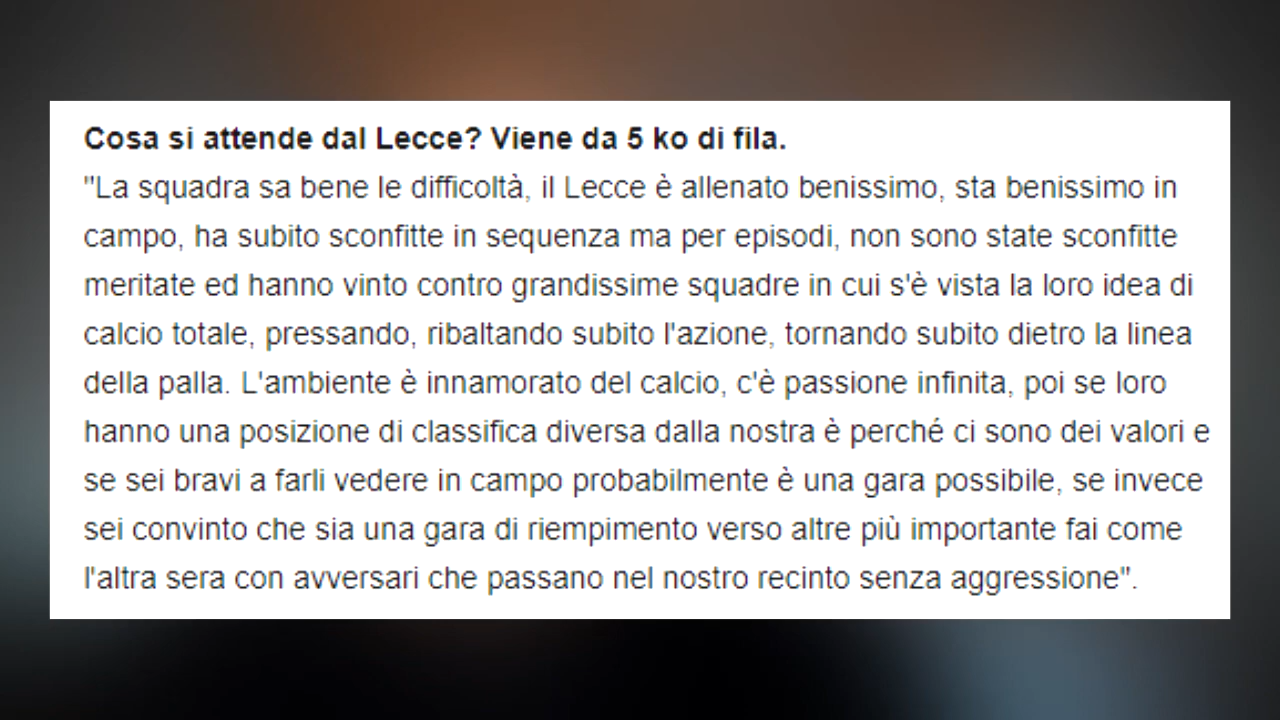 Cosa si attende dal Lecce? Viene da 5 ko di fila.
"La squadra sa bene le difficoltà, il Lecce è allenato benissimo, sta benissimo in
campo, ha subito sconfitte in sequenza ma per episodi, non sono state sconfitte
meritate ed hanno vinto contro grandissime squadre in cui s'è vista la loro idea di
calcio totale, pressando, ribaltando subito l'azione, tornando subito dietro la linea
della palla. L'ambiente è innamorato del calcio, c'è passione infinita, poi se loro
hanno una posizione di classifica diversa dalla nostra è perché ci sono dei valori e
se sei bravi a farli vedere in campo probabilmente è una gara possibile, se invece
sei convinto che sia una gara di riempimento verso altre più importante fai come
l'altra sera con avversari che passano nel nostro recinto senza aggressione".